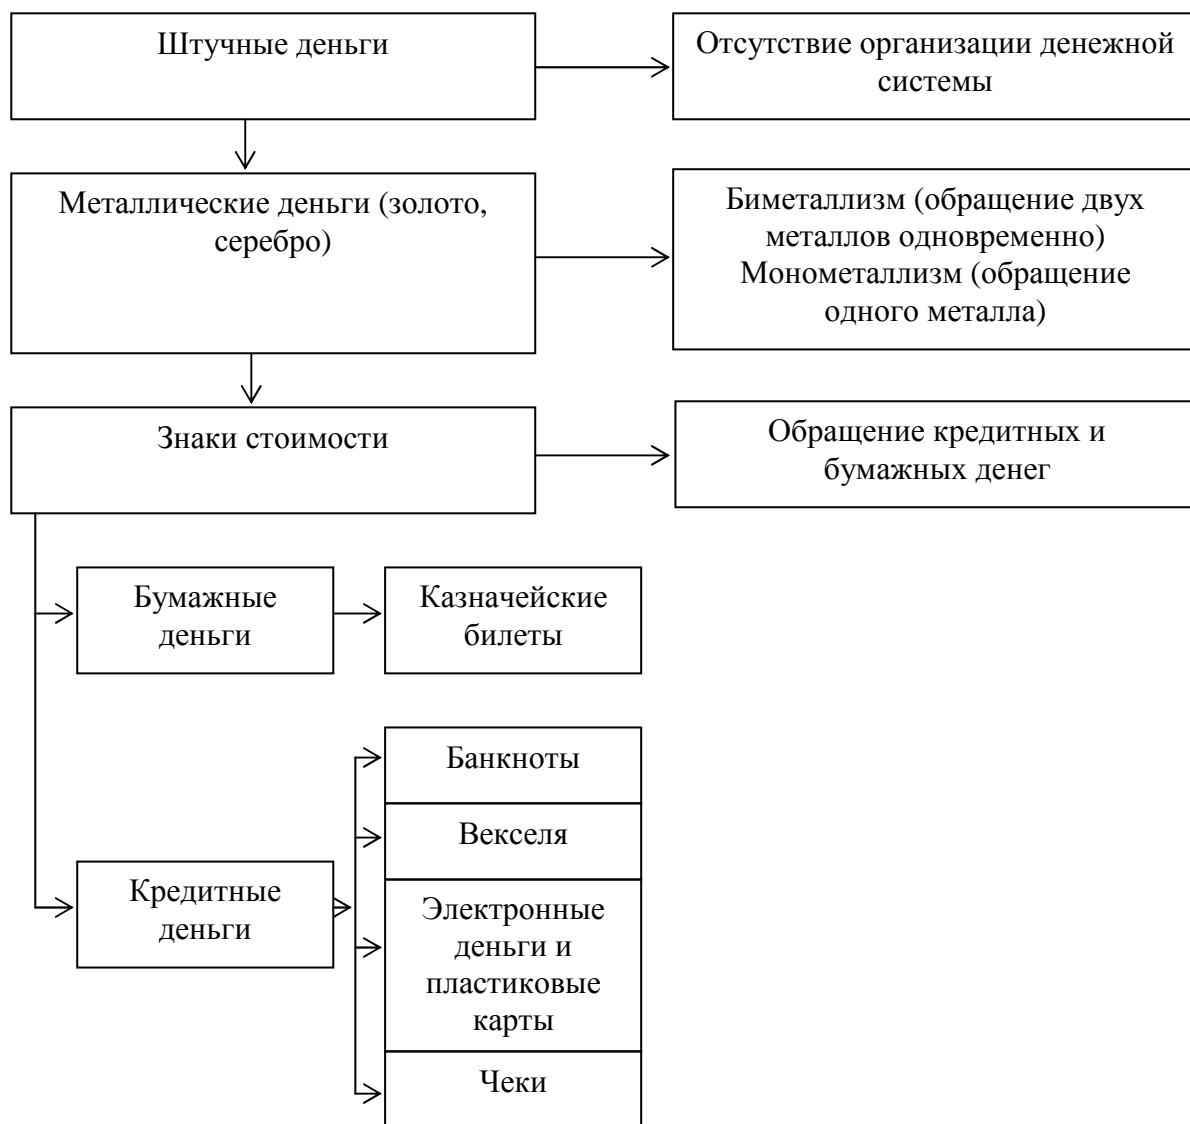 Штучные деньги
Отсутствие организации денежной
системы
Металлические деньги (золото,
серебро)
Биметаллизм (обращение двух
металлов одновременно)
Монометаллизм (обращение
одного металла)
Знаки стоимости
Обращение кредитных и
бумажных денег
Бумажные
деньги
Казначейские
билеты
Кредитные
деньги
Банкноты
Векселя
Электронные
деньги и
пластиковые
карты
Чеки